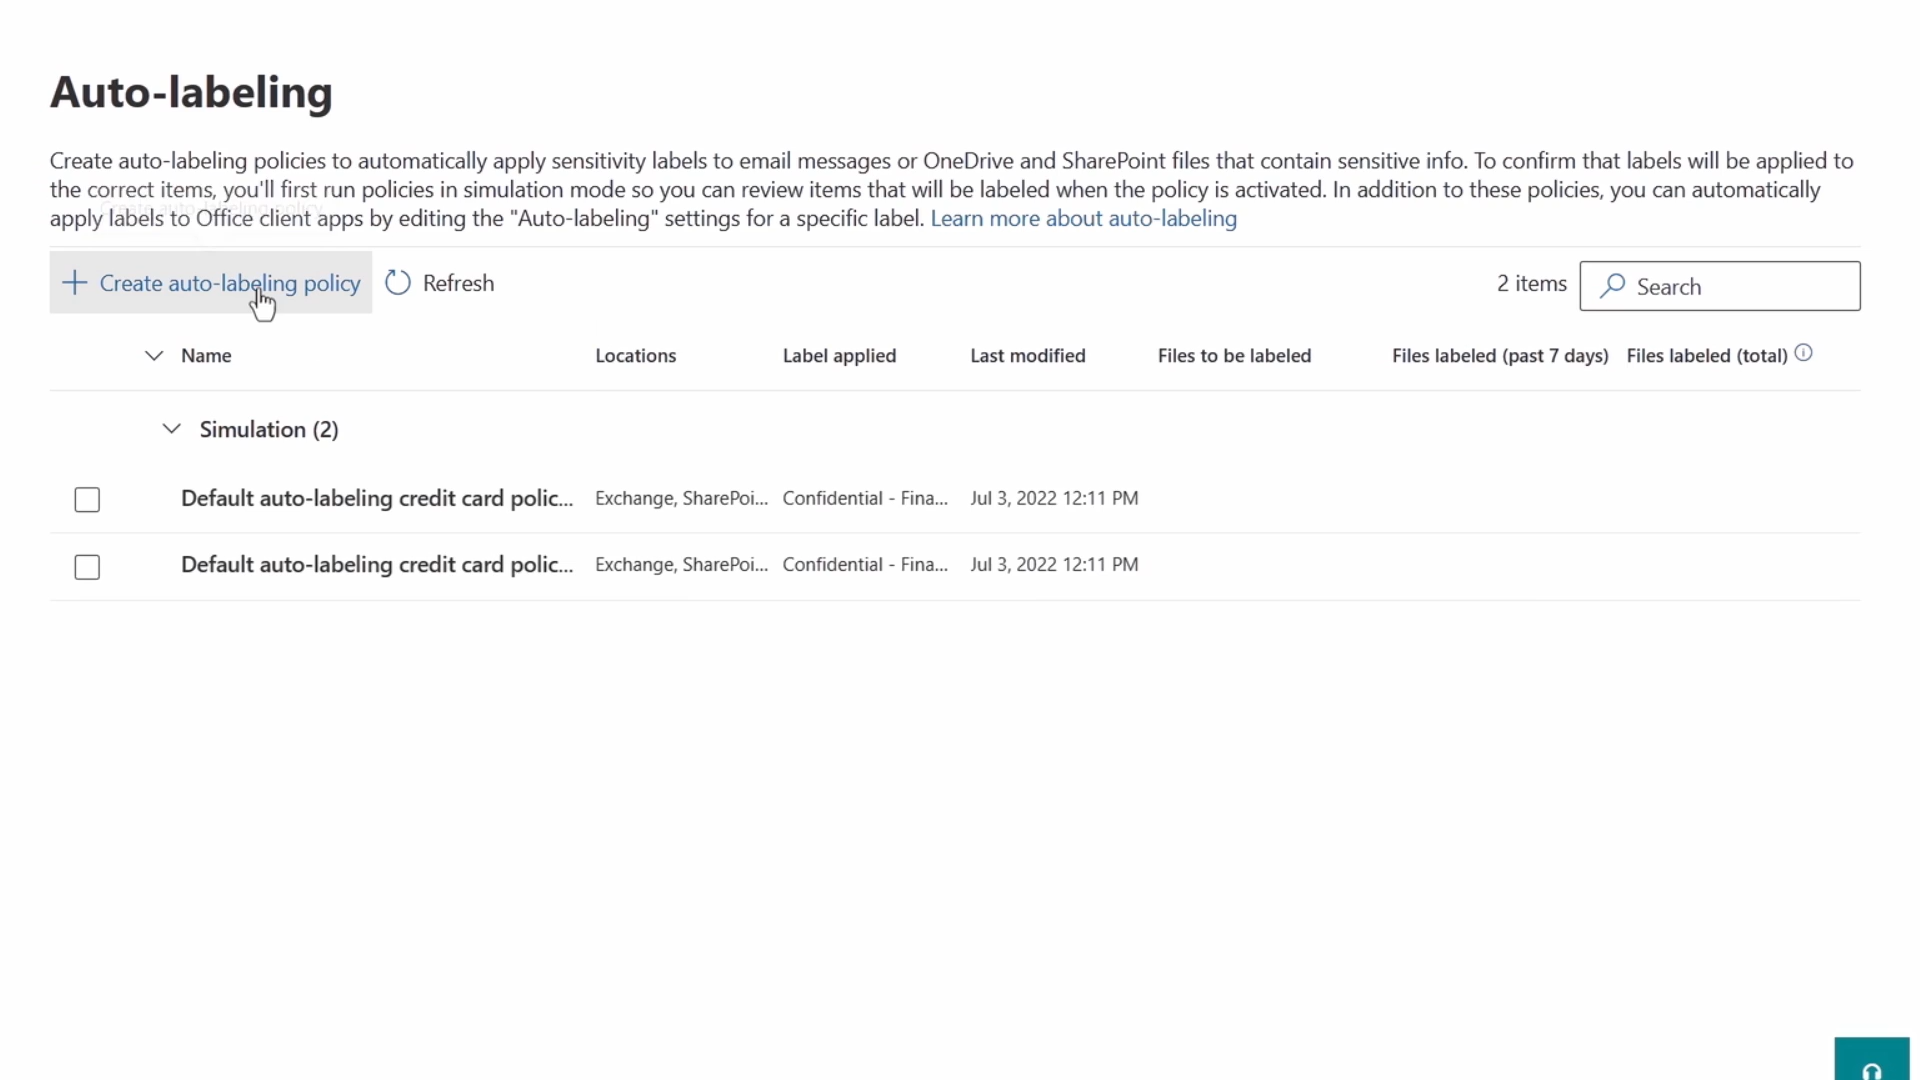 Auto-labeling
Create auto-labeling policies to automatically apply sensitivity labels to email messages or OneDrive and SharePoint files that contain sensitive info. To confirm that labels will be applied to
the correct items, you'll first run policies in simulation mode so you can review items that will be labeled when the policy is activated. In addition to these policies, you can automatically
apply labels to Office client apps by editing the "Auto-labeling" settings for a specific label. Learn more about auto-labeling
Create auto-labeling policy
Create auto-labeling policy Refresh 2 items Search
Name Locations Label applied Last modified Files to be labeled Files labeled (past 7 days) Files labeled (total)
Simulation (2)
Default auto-labeling credit card polic... Exchange, SharePoi... Confidential - Fina... Jul 3, 2022 12:11 PM
Default auto-labeling credit card polic... Exchange, SharePoi... Confidential - Fina... Jul 3, 2022 12:11 PM